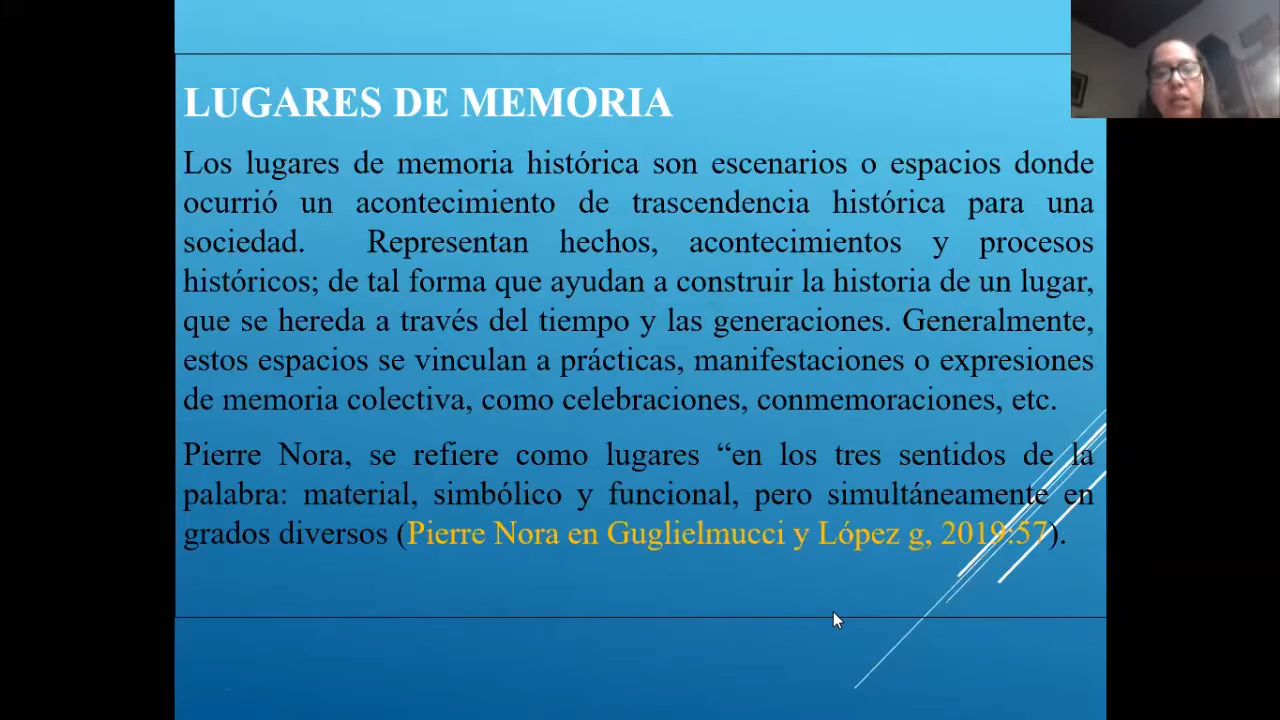 LUGARES DE MEMORIA
Los lugares de memoria histórica son escenarios o espacios donde
ocurrió un acontecimiento de trascendencia histórica para una
sociedad. Representan hechos, acontecimientos y procesos
históricos; de tal forma que ayudan a construir la historia de un lugar,
que se hereda a través del tiempo y las generaciones. Generalmente,
estos espacios se vinculan a prácticas, manifestaciones o expresiones
de memoria colectiva, como celebraciones, conmemoraciones, etc.
Pierre Nora, se refiere como lugares “en los tres sentidos de la
palabra: material, simbólico y funcional, pero simultáneamente en
grados diversos (Pierre Nora en Guglielmucci y López g, 2019:57).